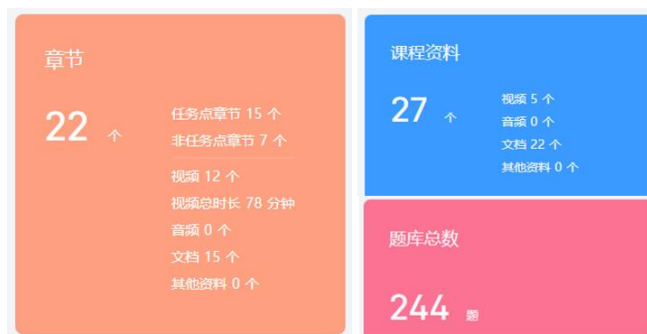 章节
22 个
任务点章节 15 个
非任务点章节 7 个
视频 12 个
视频总时长 78 分钟
音频 0 个
文档 15 个
其他资料 0 个
课程资料
27 个
视频 5 个
音频 0 个
文档 22 个
其他资料 0 个
题库总数
244 题